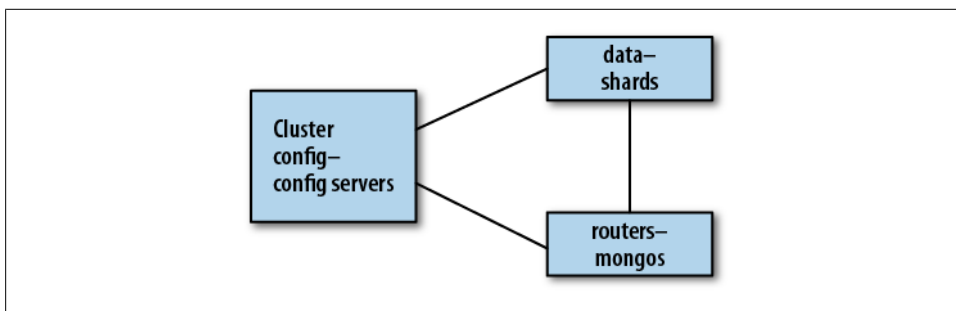 Cluster
config–
config servers
data–
shards
routers–
mongos